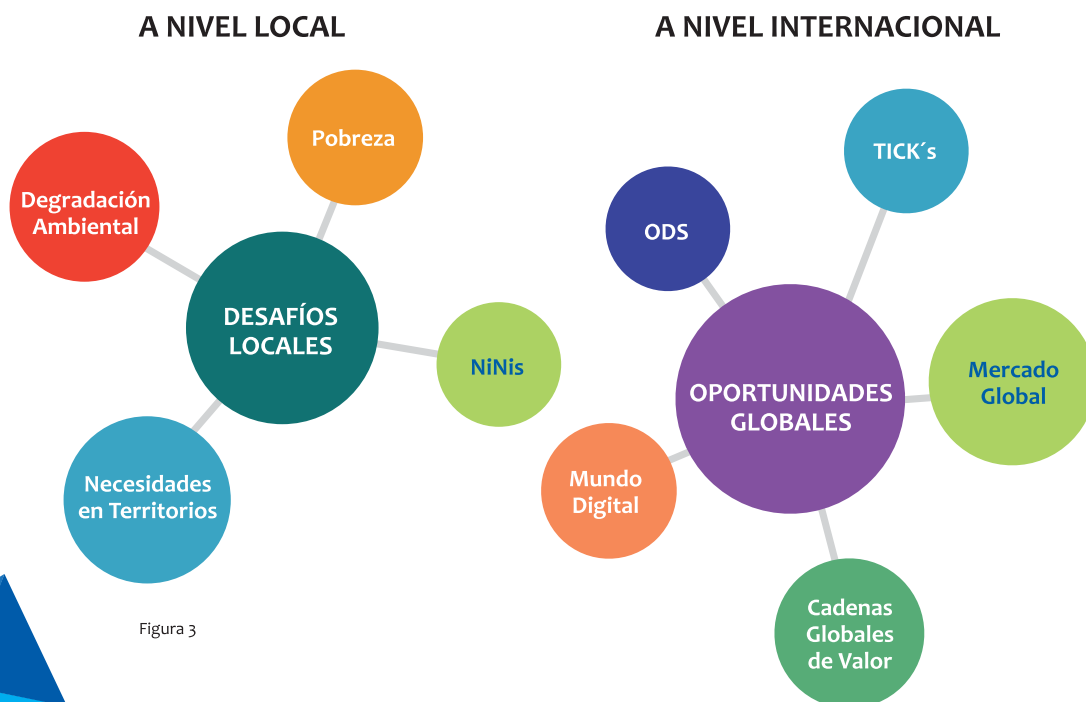 A NIVEL LOCAL
Pobreza
Degradación
Ambiental
DESAFÍOS
LOCALES
NiNis
Necesidades
en Territorios
Figura 3
A NIVEL INTERNACIONAL
TICK´s
ODS
Mercado
Global
OPORTUNIDADES
GLOBALES
Mundo
Digital
Cadenas
Globales
de Valor